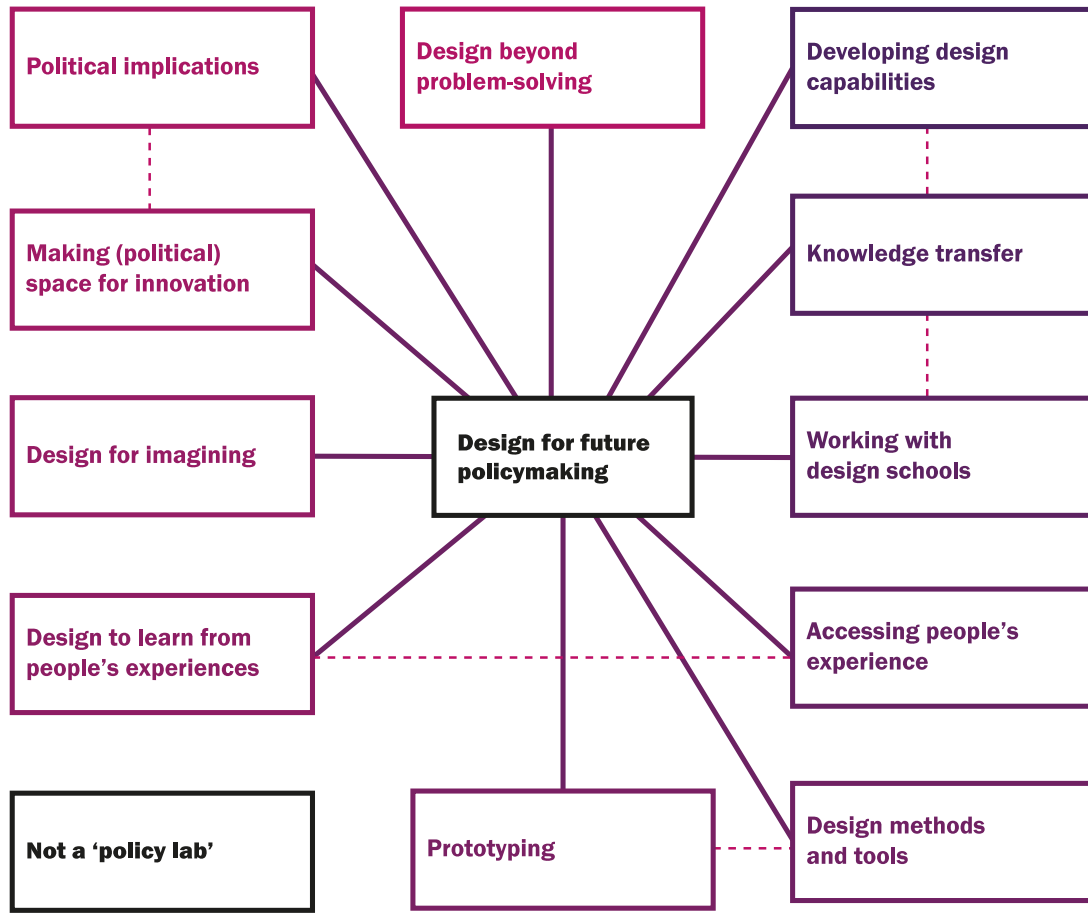 Political implications
Design beyond
problem-solving
Developing design
capabilities
Making (political)
space for innovation
Knowledge transfer
Design for imagining
Design for future
policymaking
Working with
design schools
Design to learn from
people’s experiences
Accessing people’s
experience
Not a ‘policy lab’
Prototyping
Design methods
and tools